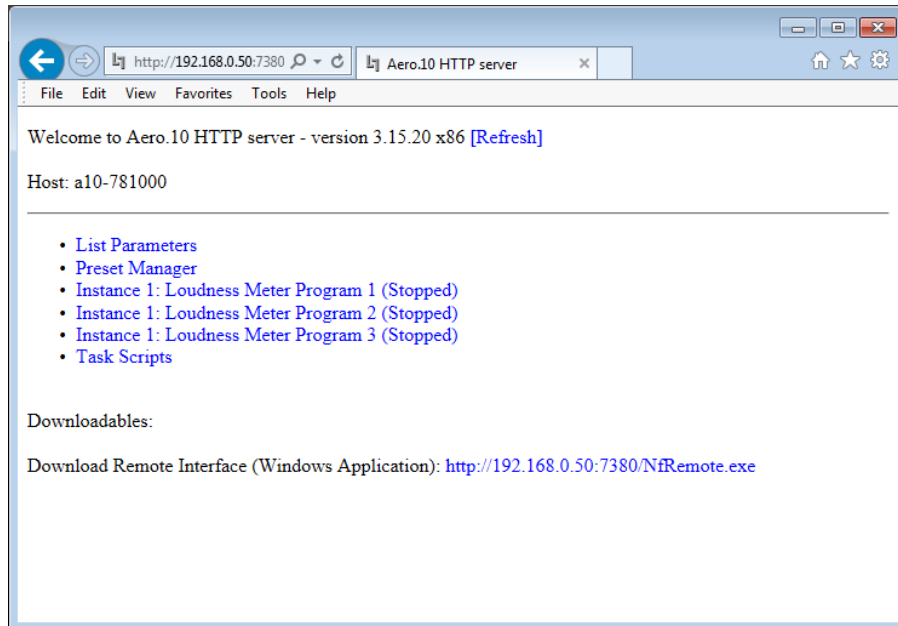 http://192.168.0.50:7380
Aero.10 HTTP server
File Edit View Favorites Tools Help
Welcome to Aero.10 HTTP server - version 3.15.20 x86 [Refresh]
Host: a10-781000
• List Parameters
• Preset Manager
• Instance 1: Loudness Meter Program 1 (Stopped)
• Instance 1: Loudness Meter Program 2 (Stopped)
• Instance 1: Loudness Meter Program 3 (Stopped)
• Task Scripts
Downloadables:
Download Remote Interface (Windows Application): http://192.168.0.50:7380/NfRemote.exe